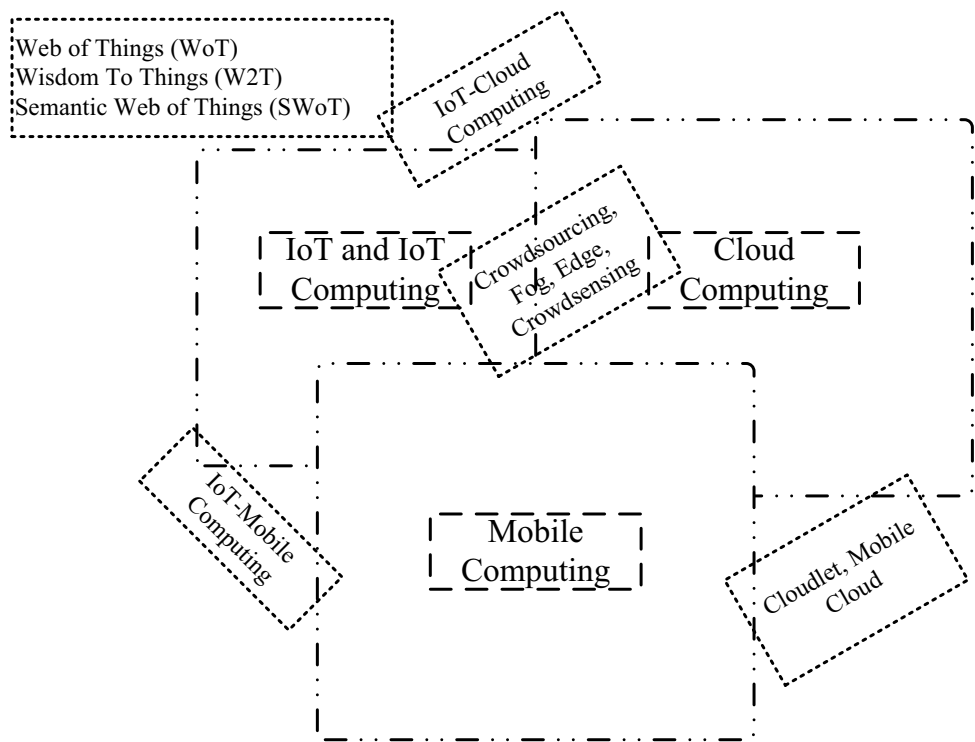 Web of Things (WoT)
Wisdom To Things (W2T)
Semantic Web of Things (SWoT)
IoT-Cloud
Computing
IoT and IoT
Computing
Crowdsourcing,
Fog, Edge,
Crowdsensing
Cloud
Computing
IoT-Mobile
Computing
Mobile
Computing
Cloudlet, Mobile
Cloud